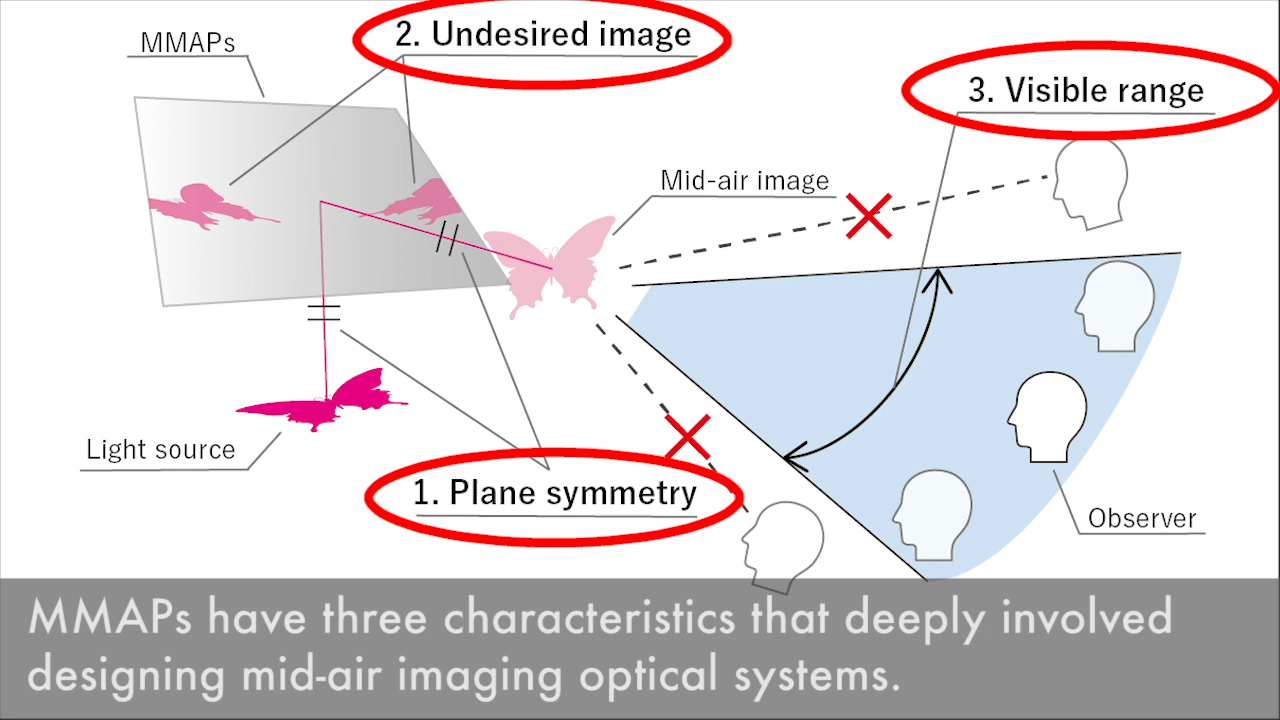 MMAPs
2. Undesired image
3. Visible range
Mid-air image
Light source
1. Plane symmetry
Observer
MMAPs have three characteristics that deeply involved
designing mid-air imaging optical systems.